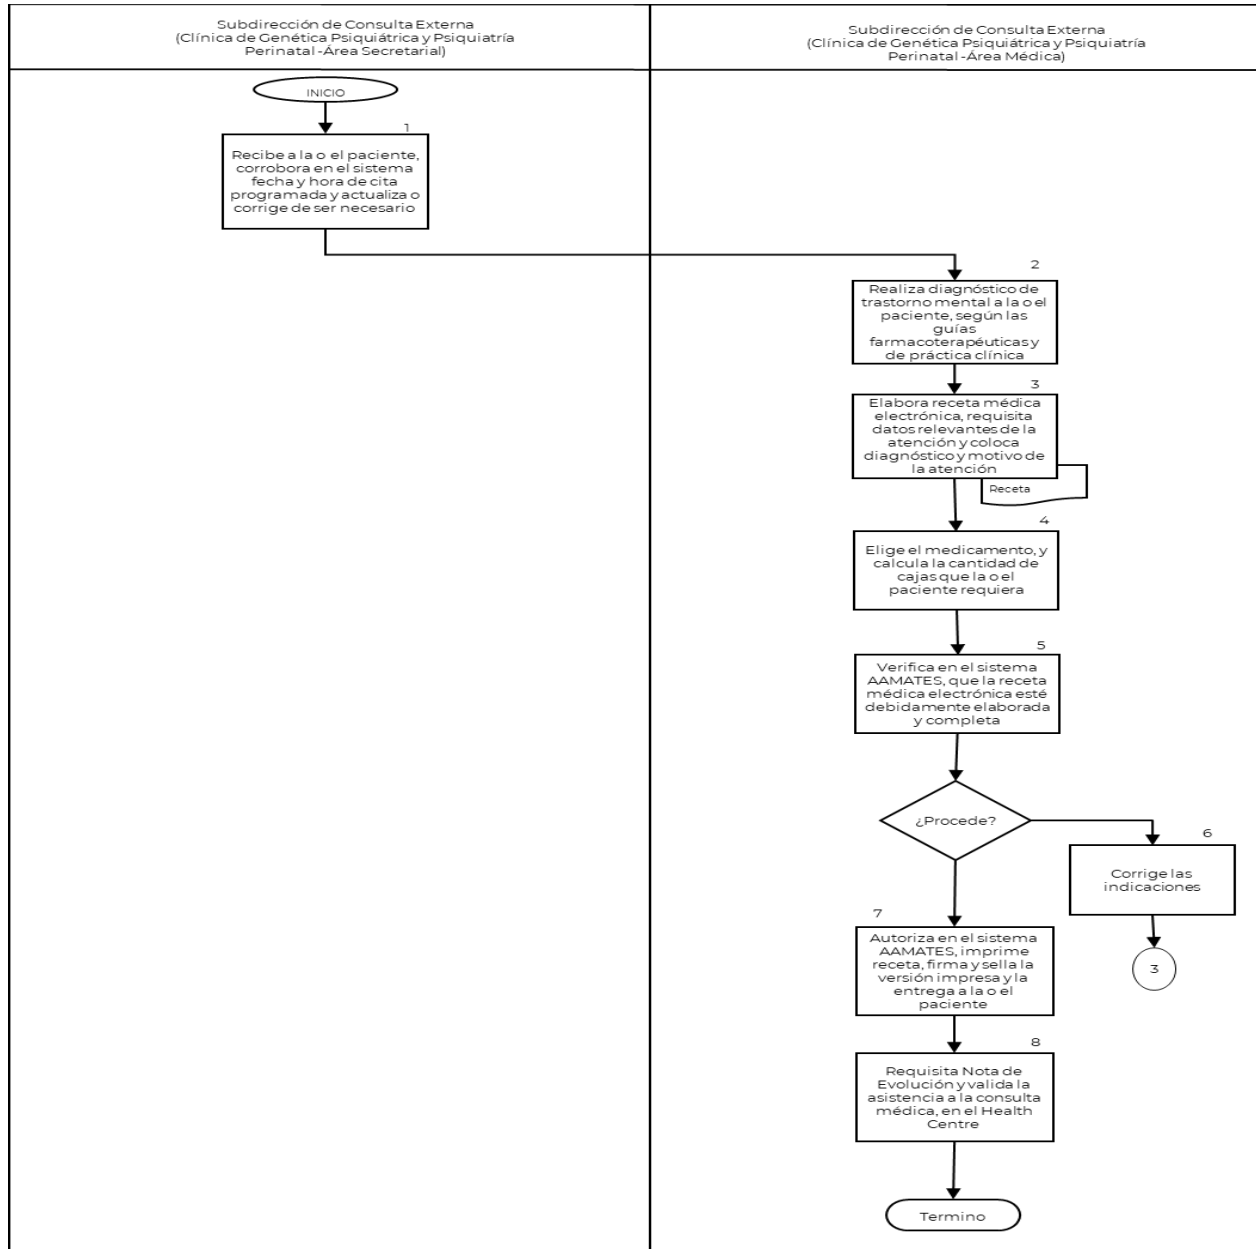 Subdirección de Consulta Externa
(Clínica de Genética Psiquiátrica y Psiquiatría
Perinatal -Área Secretarial)
Subdirección de Consulta Externa
(Clínica de Genética Psiquiátrica y Psiquiatría
Perinatal -Área Médica)
INICIO
1
Recibe a la o el paciente,
corrobora en el sistema
fecha y hora de cita
programada y actualiza o
corrige de ser necesario
2
Realiza diagnóstico de
trastorno mental a la o el
paciente, según las
guías
farmacoterapéuticas y
de práctica clínica
3
Elabora receta médica
electrónica, requisita
datos relevantes de la
atención y coloca
diagnóstico y motivo de
la atención
Receta
4
Elige el medicamento, y
calcula la cantidad de
cajas que la o el
paciente requiera
5
Verifica en el sistema
AAMATES, que la receta
médica electrónica esté
debidamente elaborada
y completa
¿Procede?
6
Corrige las
indicaciones
3
7
Autoriza en el sistema
AAMATES, imprime
receta, firma y sella la
versión impresa y la
entrega a la o el
paciente
8
Requisita Nota de
Evolución y valida la
asistencia a la consulta
médica, en el Health
Centre
Termino